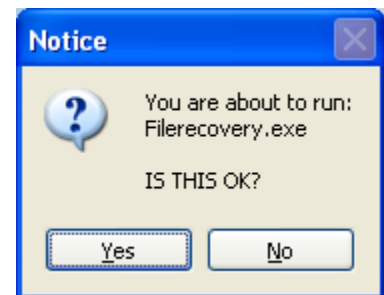 Notice
You are about to run:
Filerecovery.exe
IS THIS OK?
Yes
No